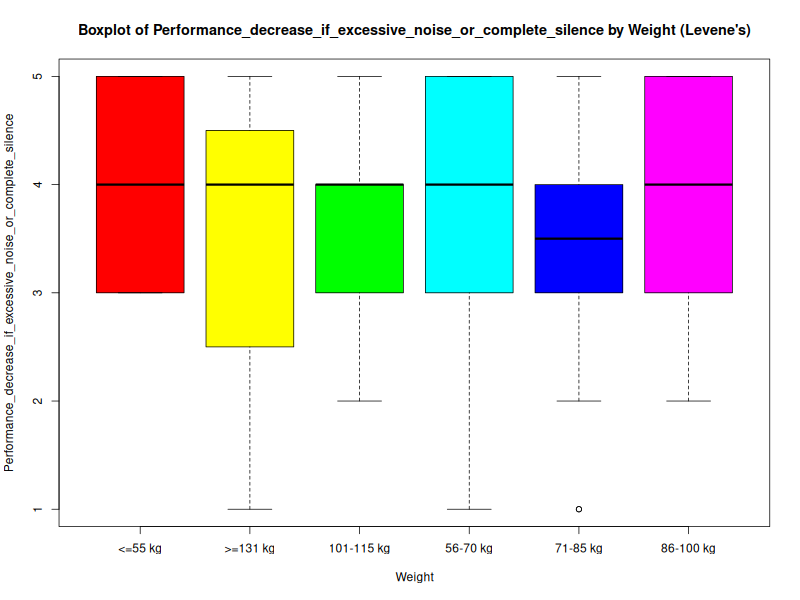 Boxplot of Performance_decrease_if_excessive_noise_or_complete_silence by Weight (Levene's)
Performance_decrease_if_excessive_noise_or_complete_silence
5
4
3
2
1
<=55 kg >=131 kg 101-115 kg 56-70 kg 71-85 kg 86-100 kg
Weight